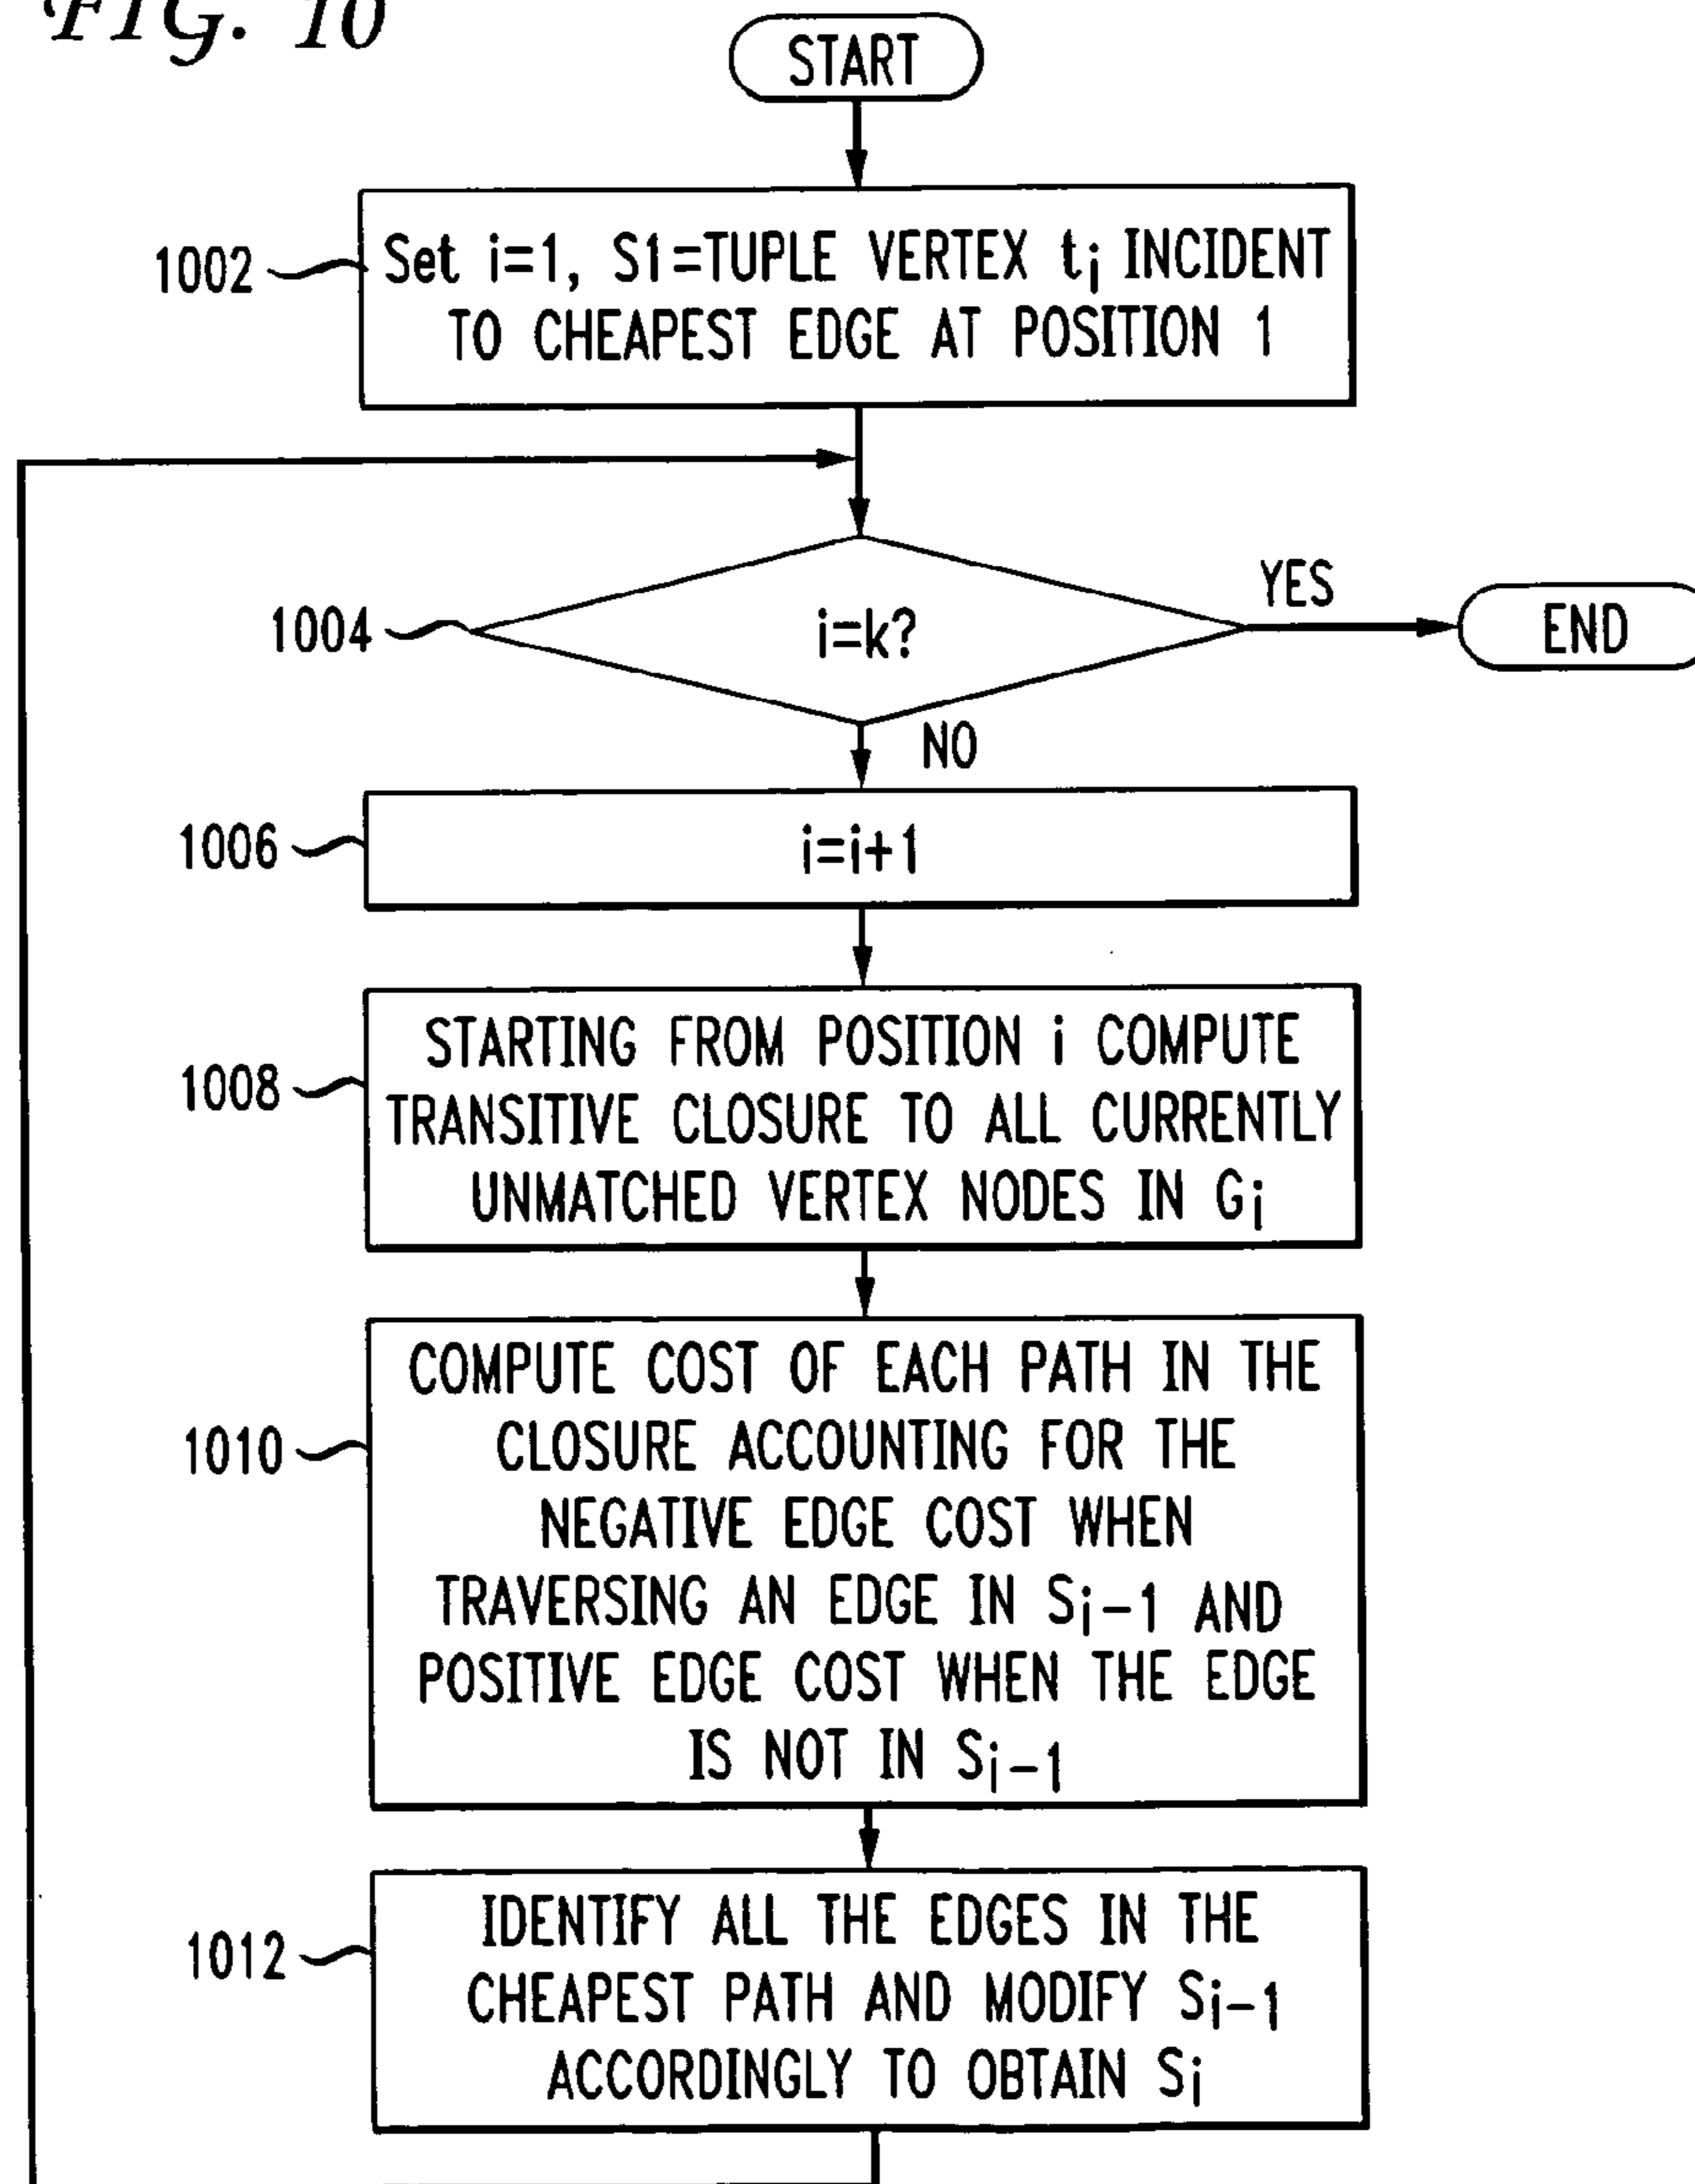 FIG. 10
START
1002
Set i=1, S1=TUPLE VERTEX ti INCIDENT
TO CHEAPEST EDGE AT POSITION 1
1004
i=k?
YES
END
NO
1006
i=i+1
1008
STARTING FROM POSITION i COMPUTE
TRANSITIVE CLOSURE TO ALL CURRENTLY
UNMATCHED VERTEX NODES IN Gi
1010
COMPUTE COST OF EACH PATH IN THE
CLOSURE ACCOUNTING FOR THE
NEGATIVE EDGE COST WHEN
TRAVERSING AN EDGE IN Si-1 AND
POSITIVE EDGE COST WHEN THE EDGE
IS NOT IN Si-1
1012
IDENTIFY ALL THE EDGES IN THE
CHEAPEST PATH AND MODIFY Si-1
ACCORDINGLY TO OBTAIN Si